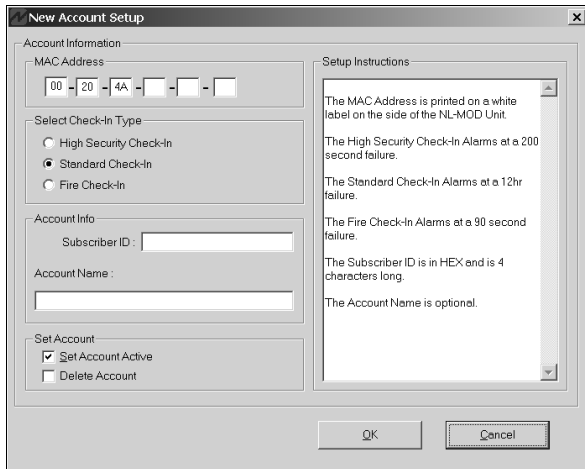 New Account Setup
Account Information
MAC Address
00 - 20 - 4A - - -
Select Check-In Type
High Security Check-In
Standard Check-In
Fire Check-In
Account Info
Subscriber ID :
Account Name :
Set Account
Set Account Active
Delete Account
Setup Instructions
The MAC Address is printed on a white
label on the side of the NL-MOD Unit.
The High Security Check-In Alarms at a 200
second failure.
The Standard Check-In Alarms at a 12hr
failure.
The Fire Check-In Alarms at a 90 second
failure.
The Subscriber ID is in HEX and is 4
characters long.
The Account Name is optional.
OK
Cancel